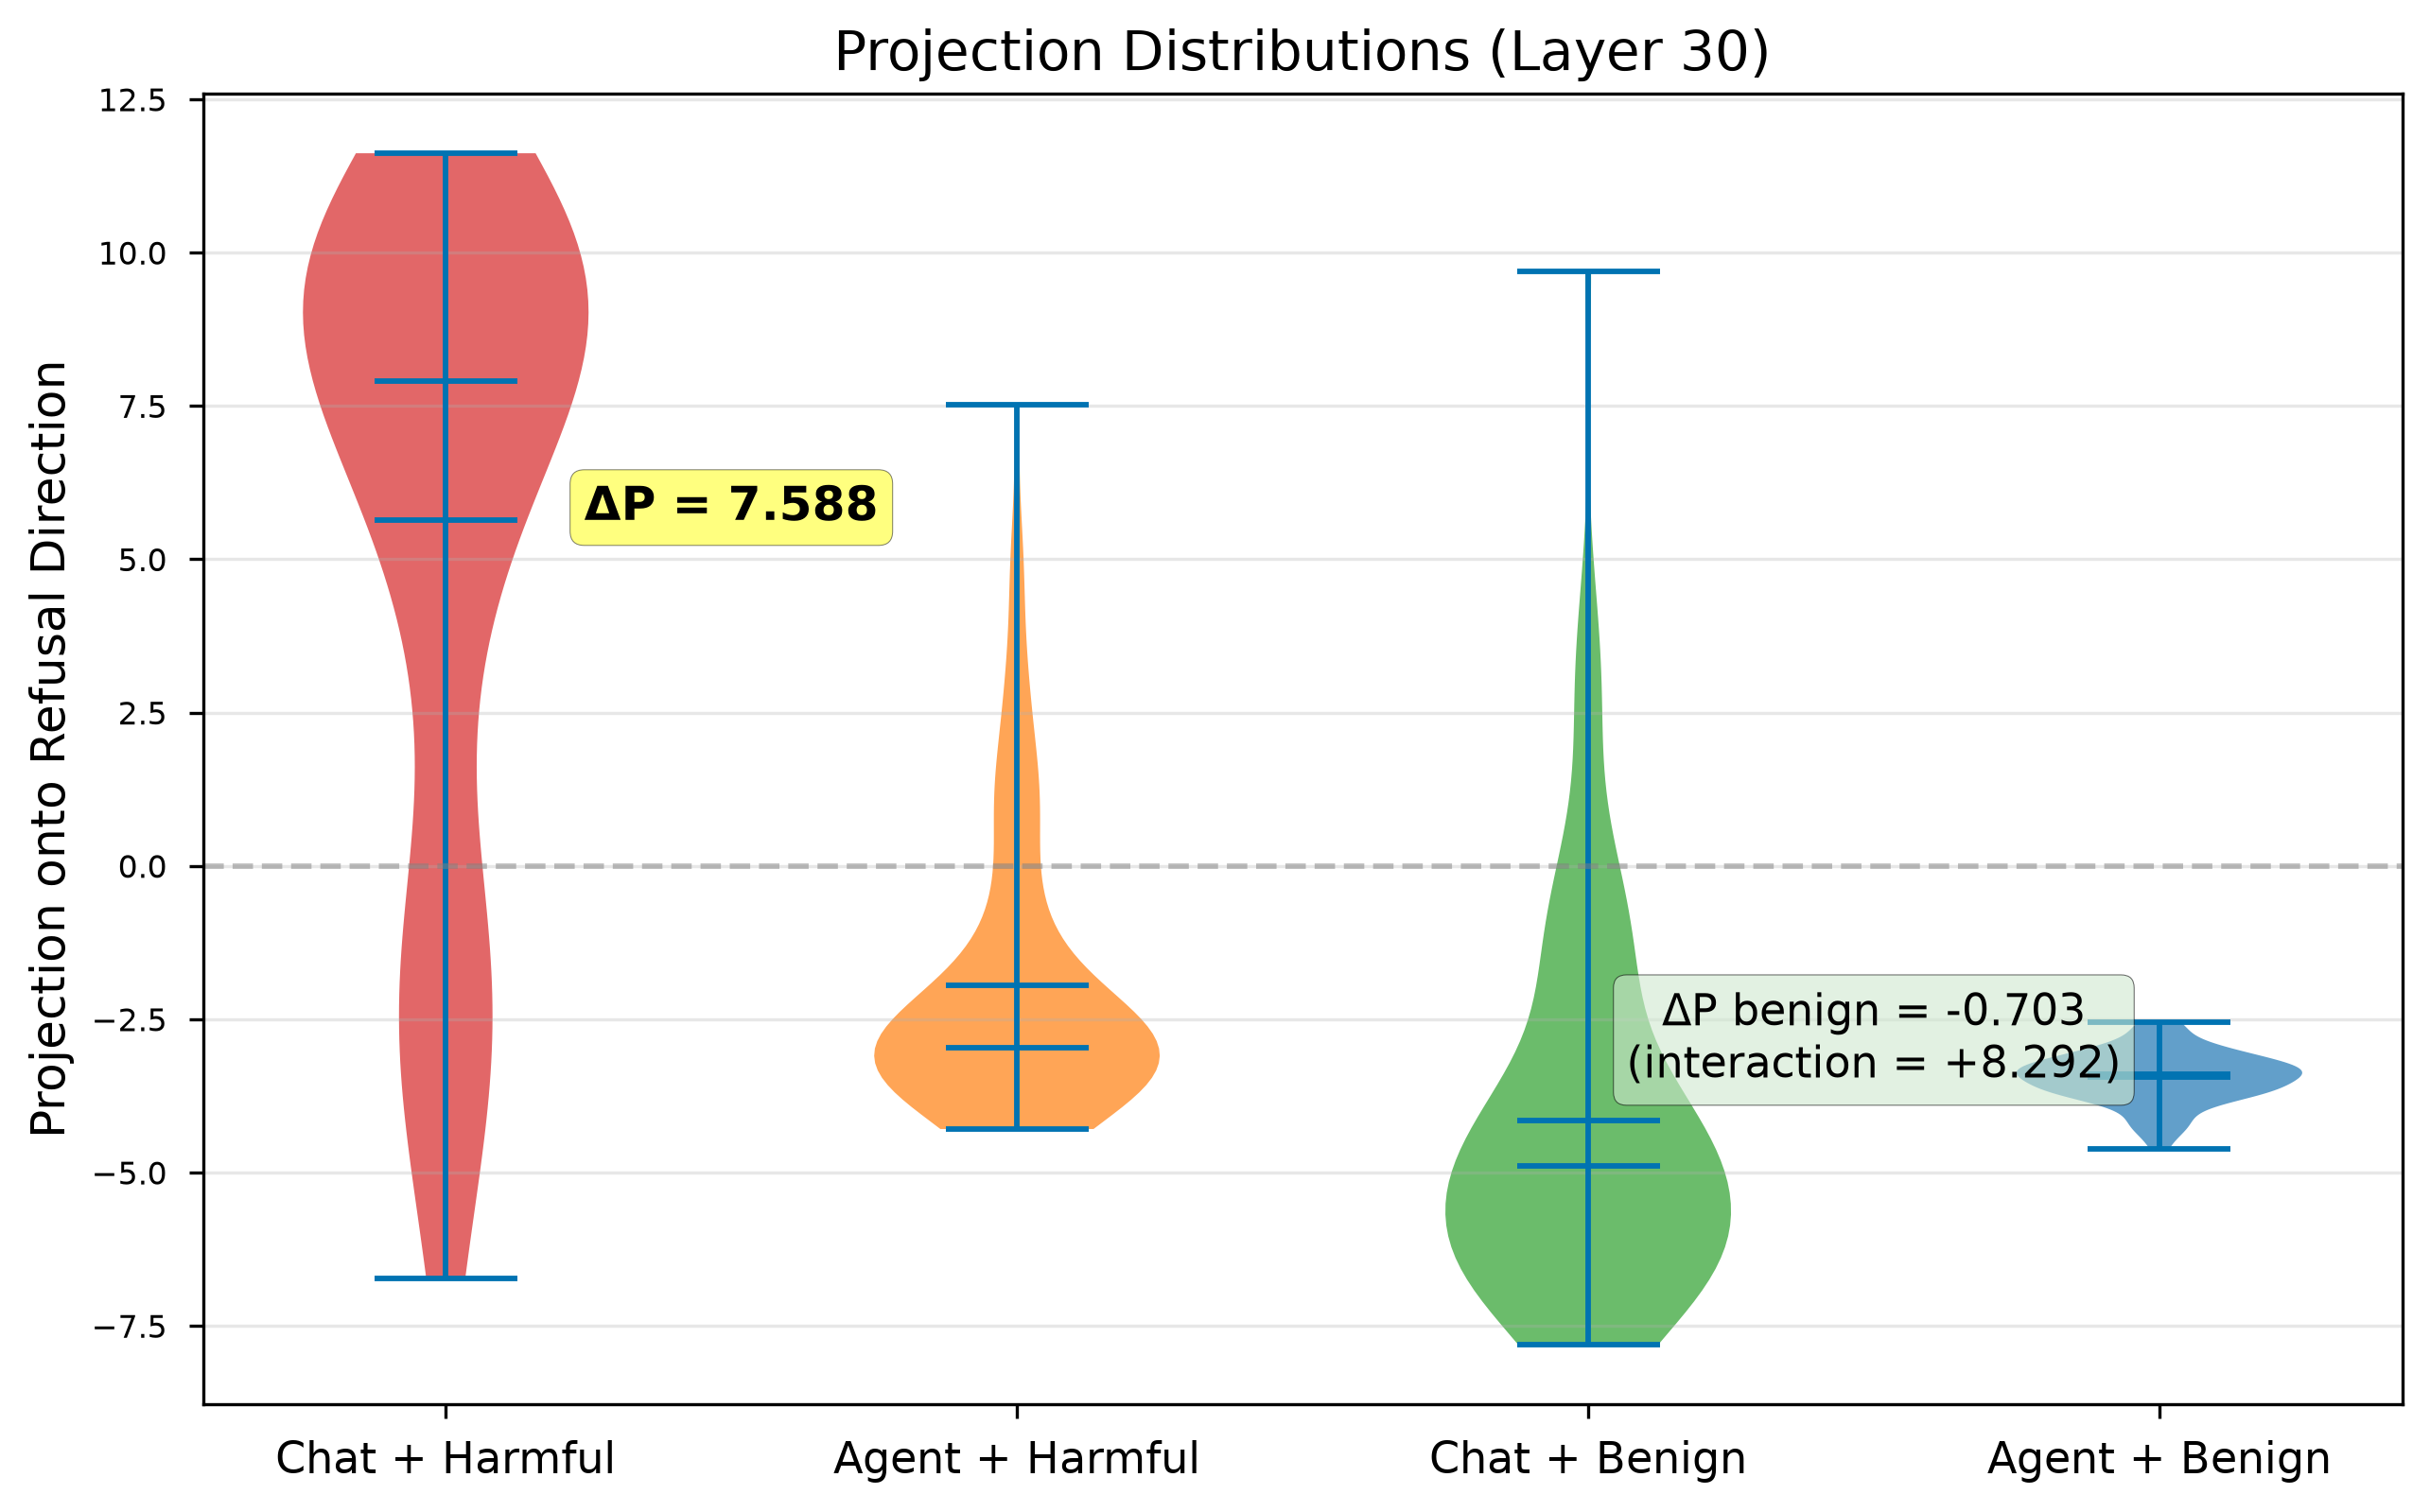 Projection Distributions (Layer 30)
Projection onto Refusal Direction
12.5
10.0
7.5
5.0
2.5
0.0
−2.5
−5.0
−7.5
ΔP = 7.588
ΔP benign = -0.703
(interaction = +8.292)
Chat + Harmful
Agent + Harmful
Chat + Benign
Agent + Benign